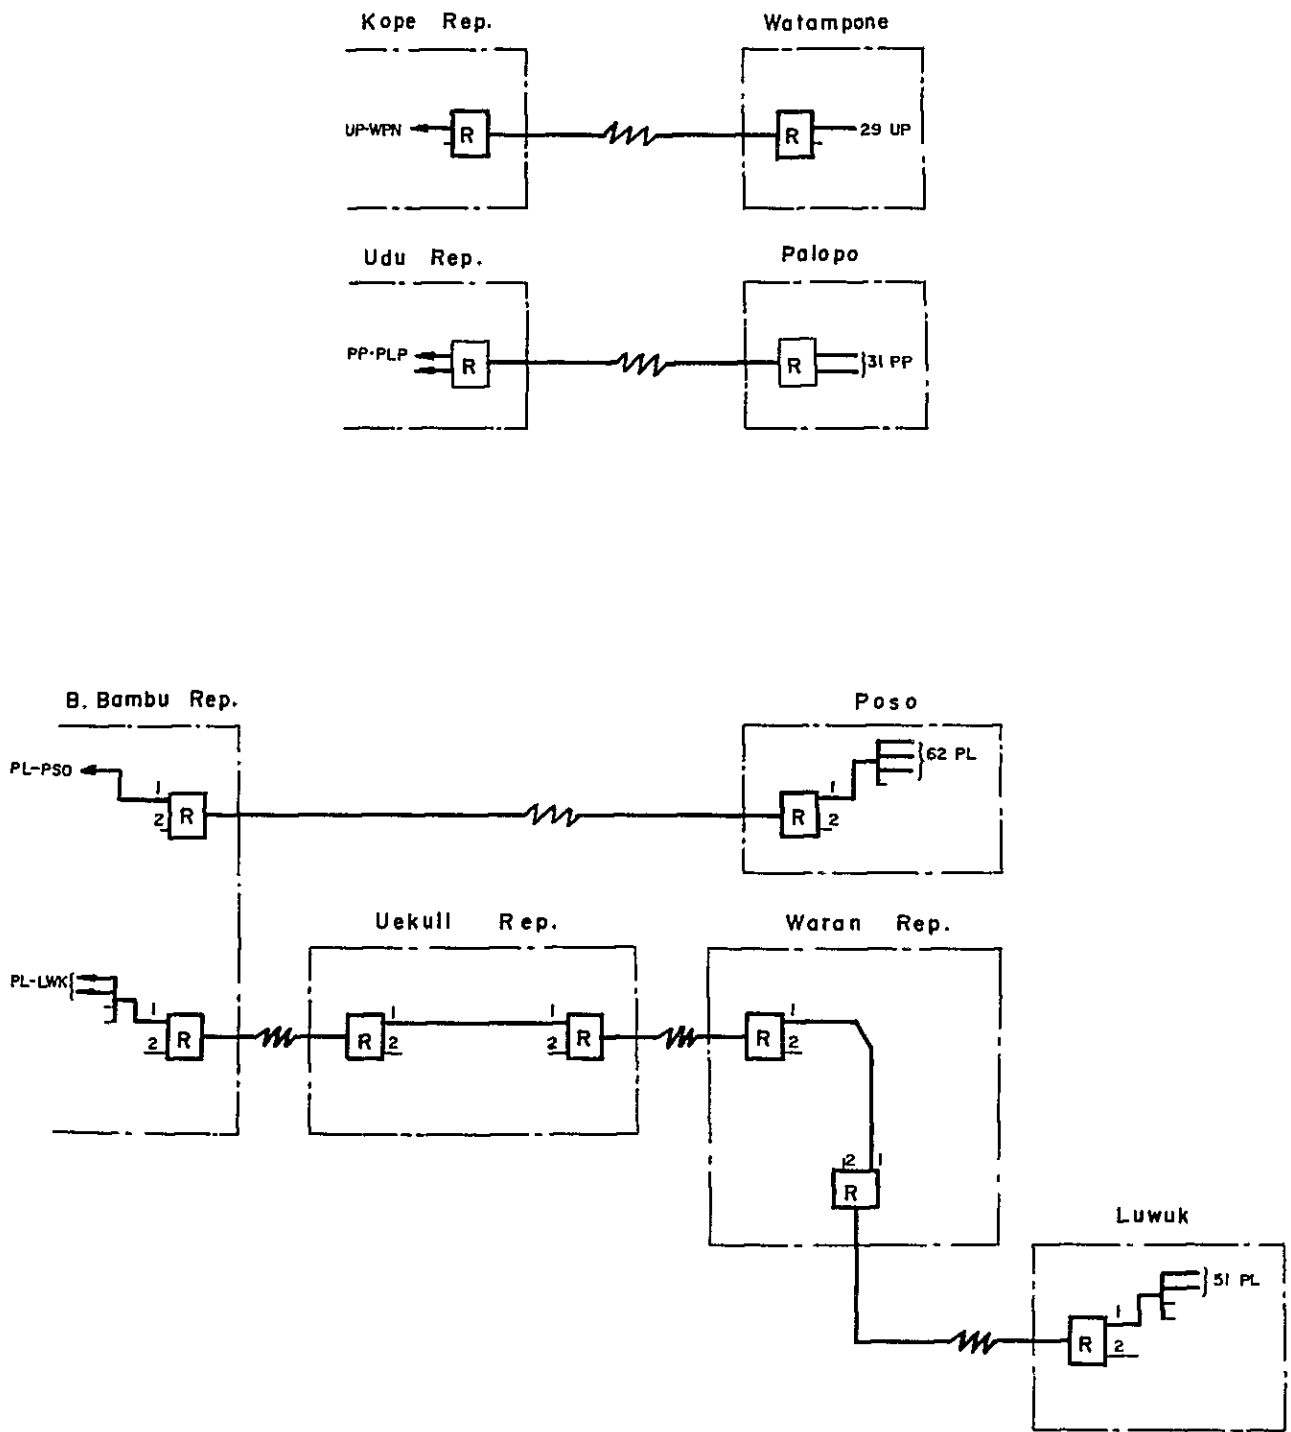 Kope Rep.
Watampone
UP-WPN
R
R
29 UP
Udu Rep.
Palopo
PP-PLP
R
R
31 PP
B. Bambu Rep.
Poso
PL-PSO
1
2
R
R
1
2
62 PL
Uekuli Rep.
Waran Rep.
PL-LWK
1
2
R
R
1
2
1
2
R
R
1
2
2
1
R
Luwuk
R
1
2
51 PL